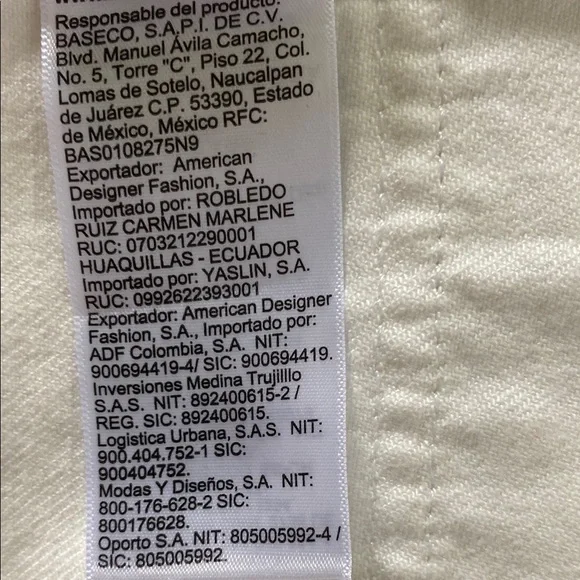 Responsable del producto:
BASECO, S.A.P.I. DE C.V.
Blvd. Manuel Ávila Camacho,
No. 5, Torre "C", Piso 22, Col.
Lomas de Sotelo, Naucalpan
de Juárez C.P. 53390, Estado
de México, México RFC:
BAS0108275N9
Exportador: American
Designer Fashion, S.A.,
Importado por: ROBLEDO
RUIZ CARMEN MARLENE
RUC: 0703212290001
HUAQUILLAS - ECUADOR
Importado por: YASLIN, S.A.
RUC: 0992622393001
Exportador: American Designer
Fashion, S.A., Importado por:
ADF Colombia, S.A. NIT:
900694419-4/ SIC: 900694419.
Inversiones Medina Trujilllo
S.A.S. NIT: 892400615-2 /
REG. SIC: 892400615.
Logistica Urbana, S.A.S. NIT:
900.404.752-1 SIC:
900404752.
Modas Y Diseños, S.A. NIT:
800-176-628-2 SIC:
800176628.
Oporto S.A. NIT: 805005992-4 /
SIC: 805005992.